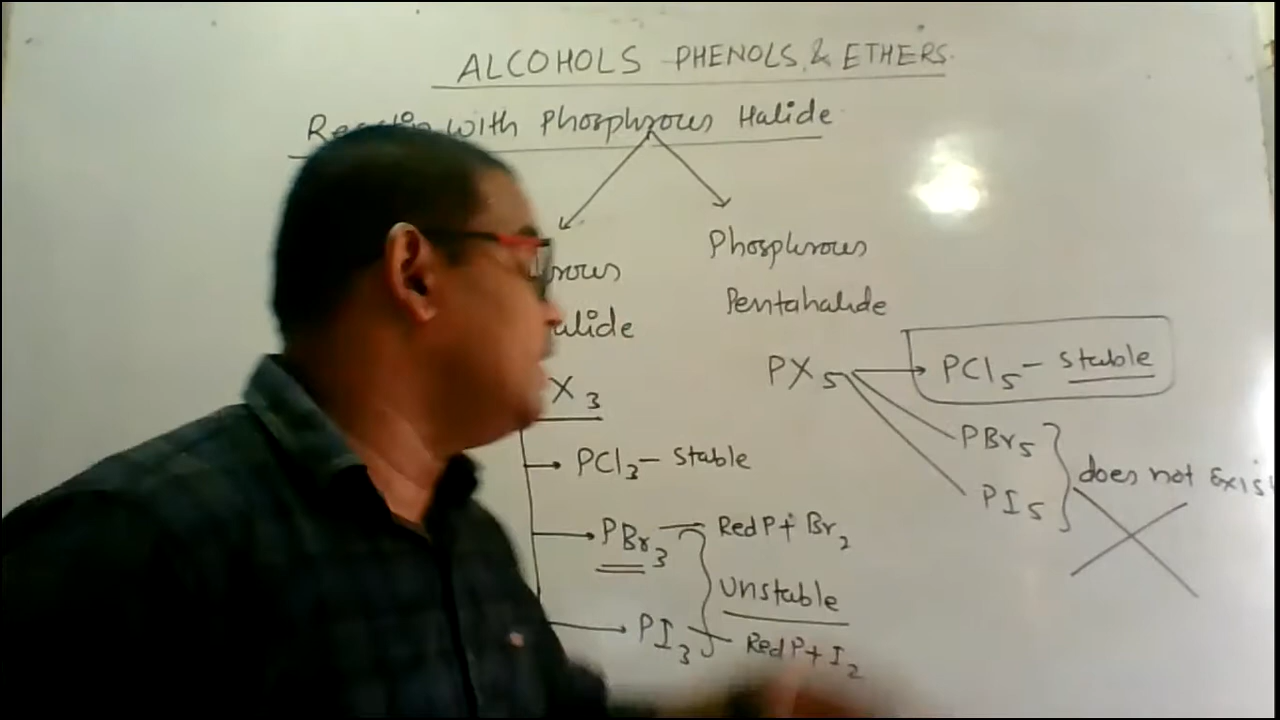 ALCOHOLS PHENOLS & ETHERS.
with Phosphrous Halide
Phosphrous
Pentahalide
PX5
PCl5 - Stable
PBr5
PI5
does not
X3
PCl3 - Stable
PBr3
Red P + Br2
Unstable
PI3
Red P + I2